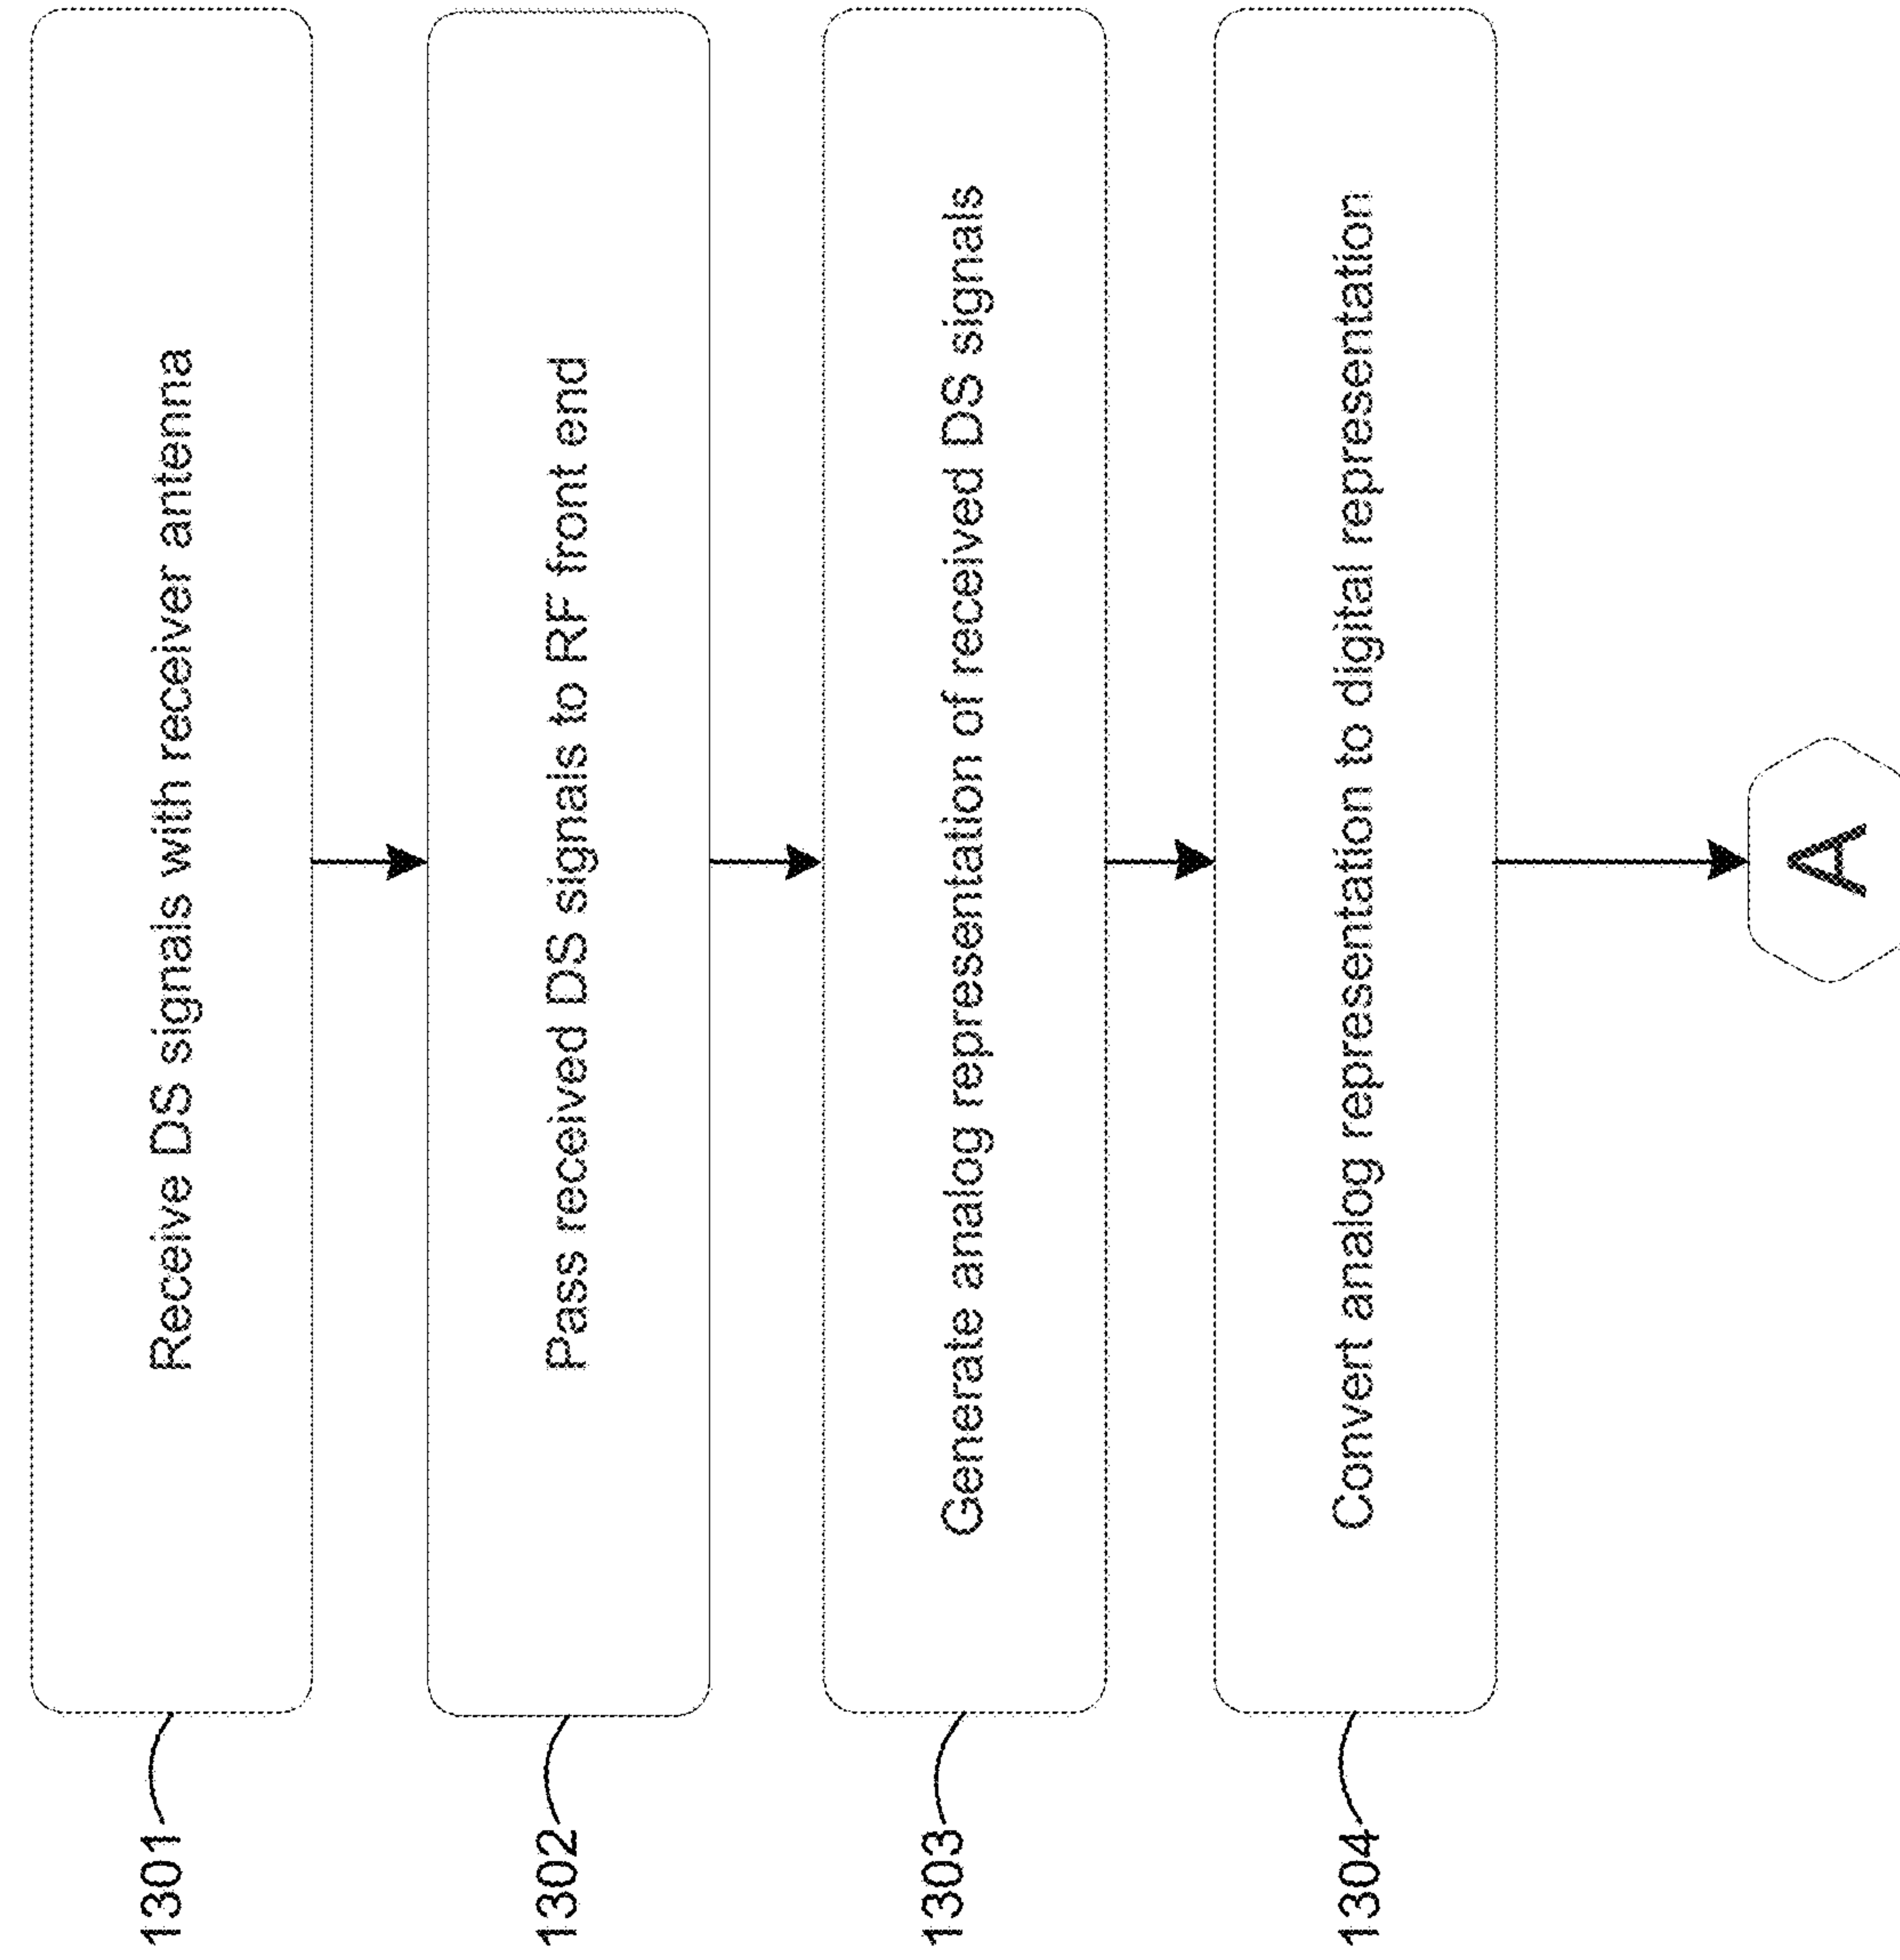 1301
Receive DS signals with receiver antenna
1302
Pass received DS signals to RF front end
1303
Generate analog representation of received DS signals
1304
Convert analog representation to digital representation
A